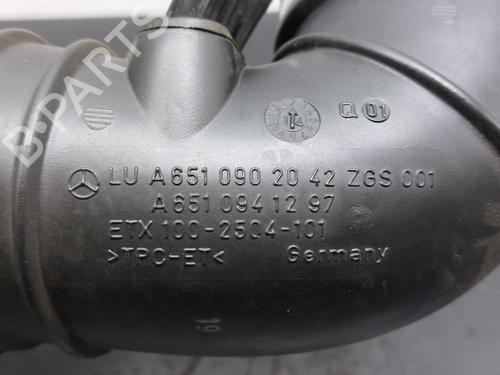 B-PARTS
Q 01
LU A 651 090 20 42 ZGS 001
A 651 094 12 97
ETX 100-2504-101
>TPC-ET< Germany
19